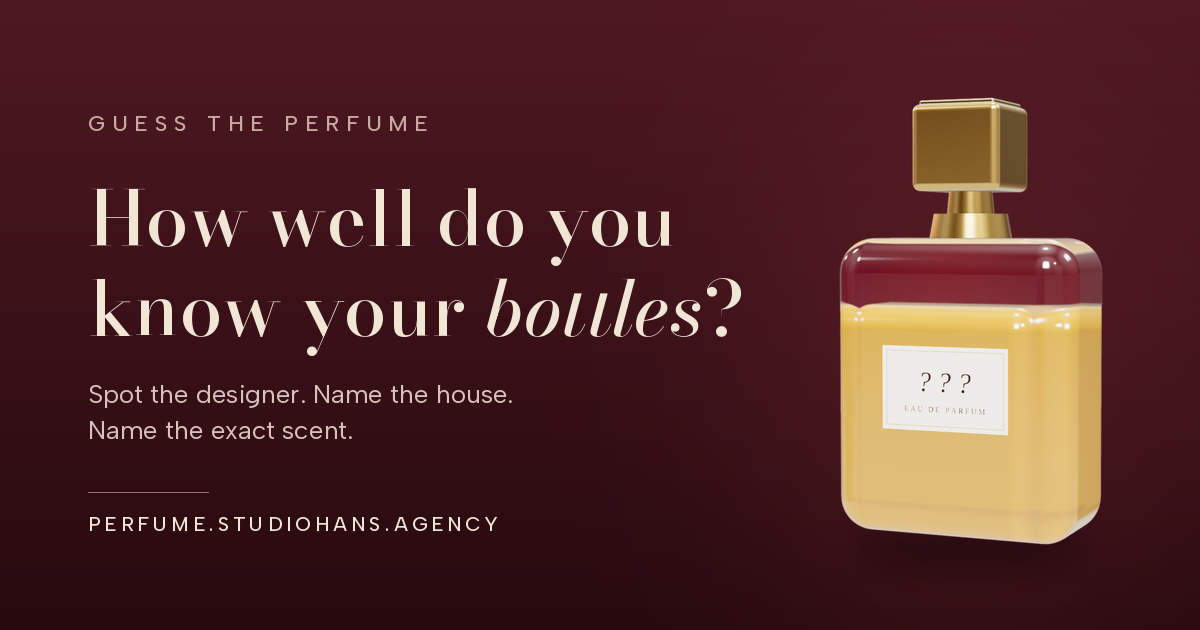 GUESS THE PERFUME
How well do you
know your bottles?
Spot the designer. Name the house.
Name the exact scent.
PERFUME.STUDIOHANS.AGENCY
? ? ?
EAU DE PARFUM